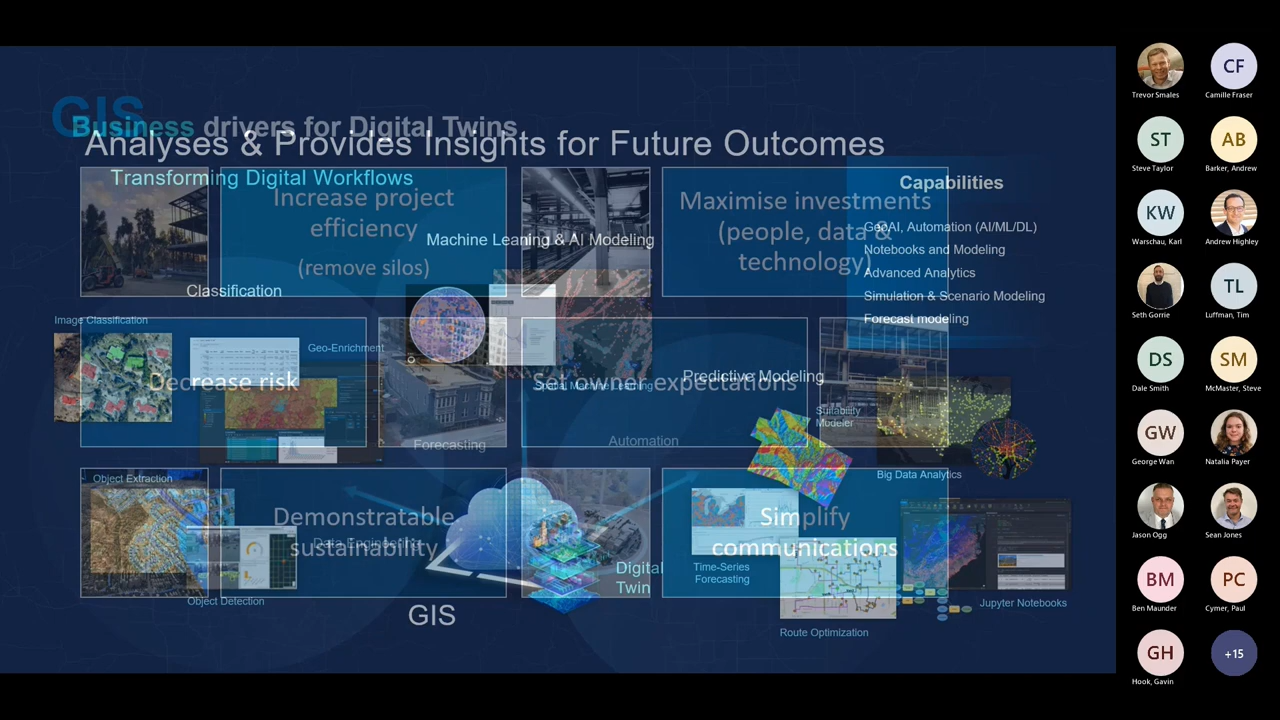 GIS
Business drivers for Digital Twins
Analyses & Provides Insights for Future Outcomes
Transforming Digital Workflows
Increase project
efficiency
(remove silos)
Machine Leaning & AI Modeling
Maximise investments
(people, data &
technology)
Capabilities
GeoAI, Automation (AI/ML/DL)
Notebooks and Modeling
Advanced Analytics
Simulation & Scenario Modeling
Forecast modeling
Classification
Image Classification
Geo-Enrichment
Decrease risk
Spatial Machine Learning
expectations
Predictive Modeling
Suitability
Modeler
Forecasting
Automation
Big Data Analytics
Object Extraction
Demonstratable
sustainability
Data Engineering
Simplify
communications
Digital
Twin
Time-Series
Forecasting
Object Detection
GIS
Jupyter Notebooks
Route Optimization
Trevor Smales
CF
Camille Fraser
ST
Steve Taylor
AB
Barker, Andrew
KW
Warschau, Karl
Andrew Highley
Seth Gorrie
TL
Luffman, Tim
DS
Dale Smith
SM
McMaster, Steve
GW
George Wan
Natalia Payer
Jason Ogg
Sean Jones
BM
Ben Maunder
PC
Cymer, Paul
GH
Hook, Gavin
+15